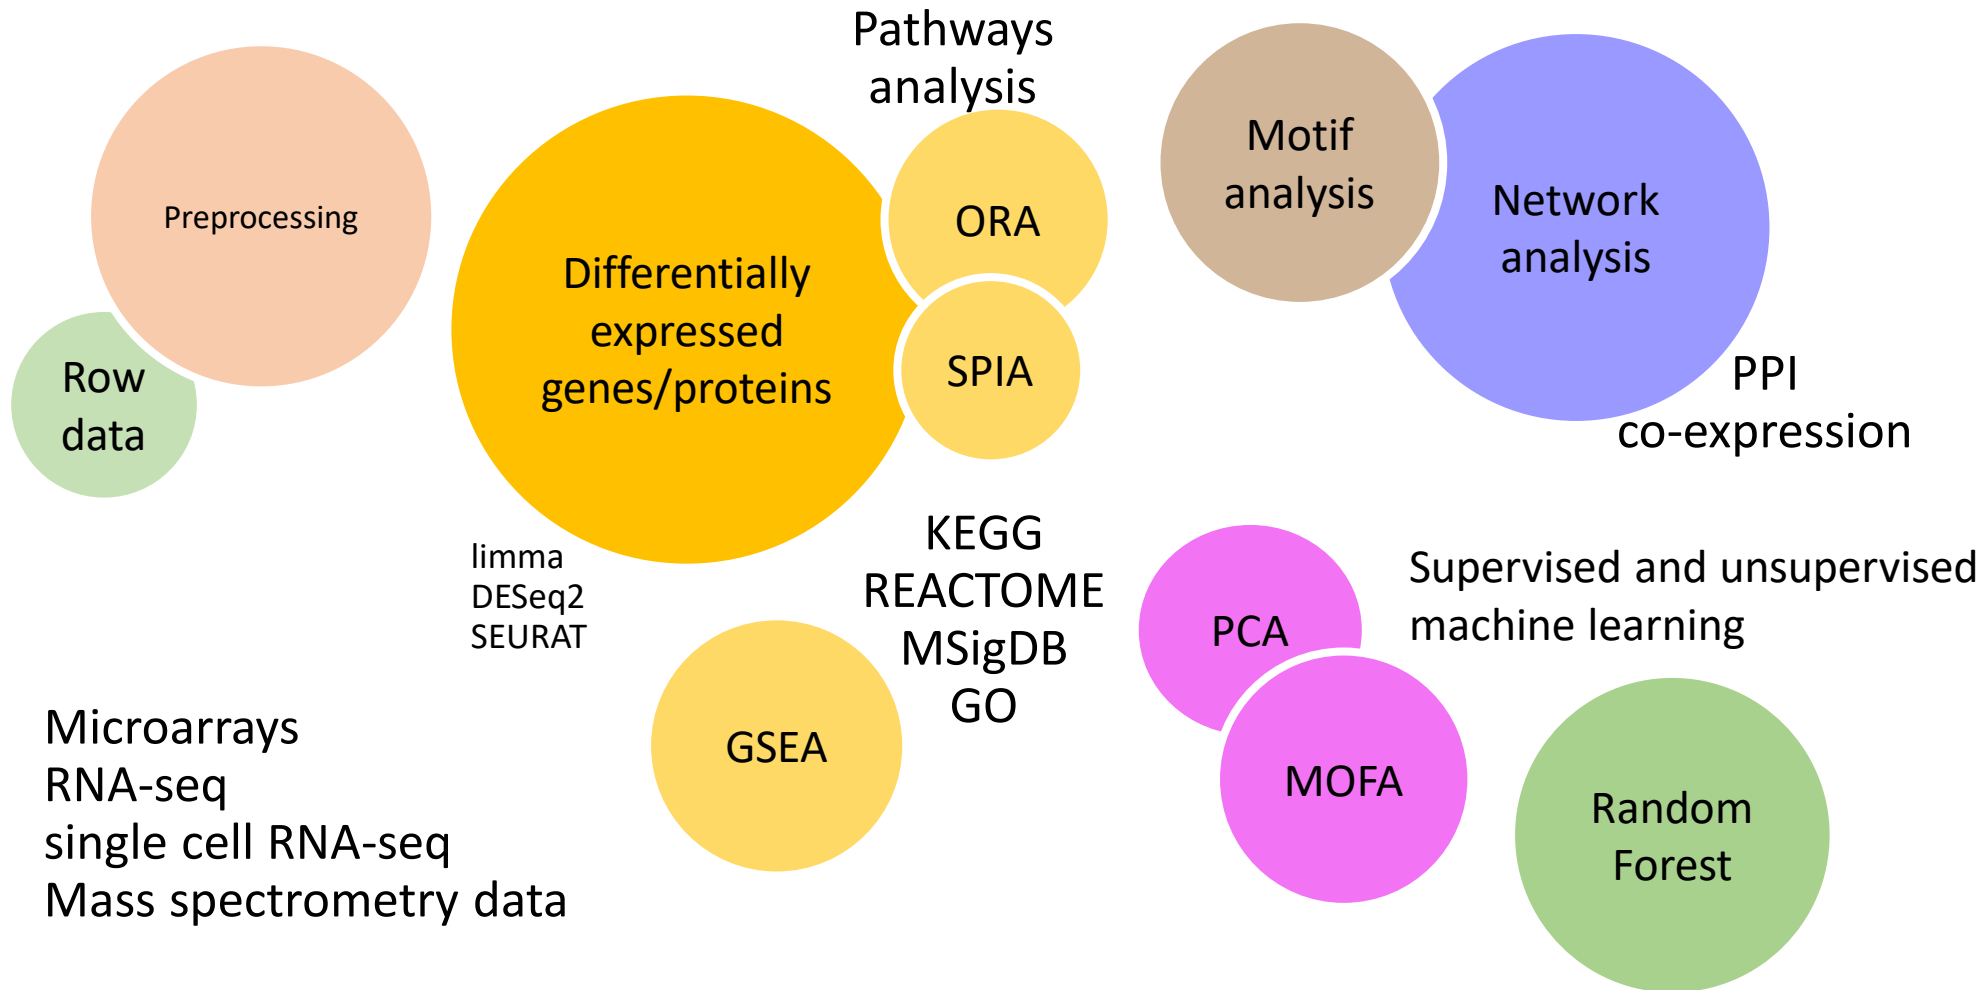 Preprocessing
Row
data
Differentially
expressed
genes/proteins
limma
DESeq2
SEURAT
Pathways
analysis
ORA
SPIA
KEGG
REACTOME
MSigDB
GO
GSEA
Microarrays
RNA-seq
single cell RNA-seq
Mass spectrometry data
Motif
analysis
Network
analysis
PPI
co-expression
Supervised and unsupervised
machine learning
PCA
MOFA
Random
Forest